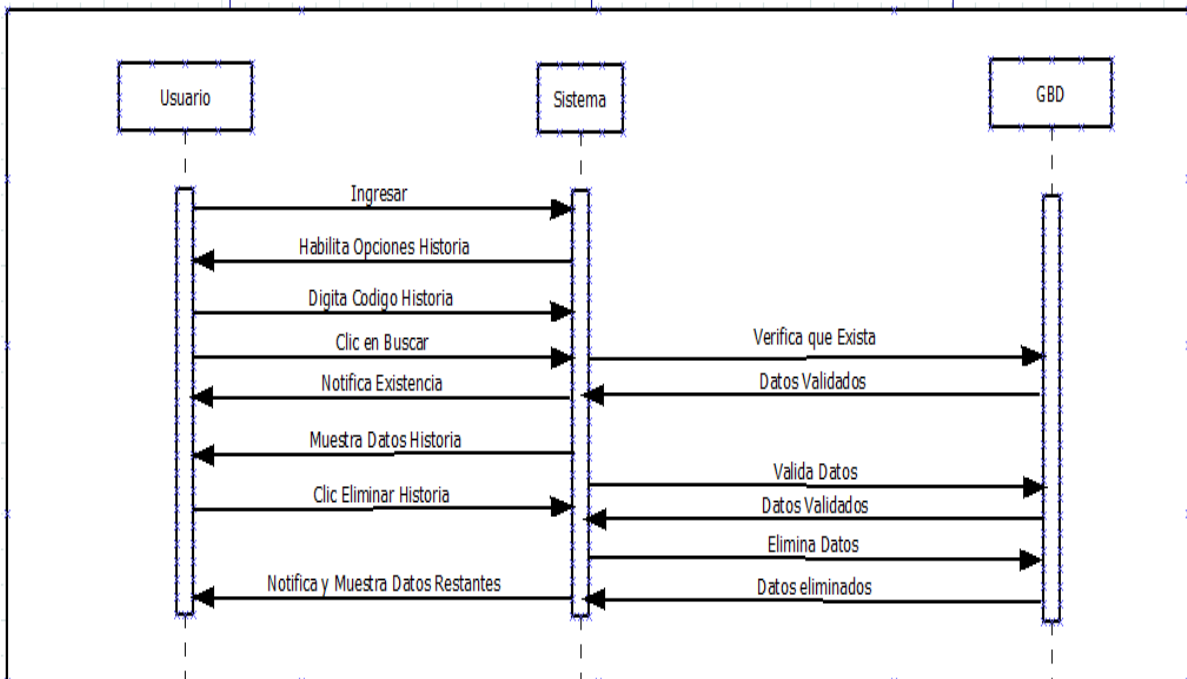 Usuario
Sistema
GBD
Ingresar
Habilita Opciones Historia
Digita Codigo Historia
Clic en Buscar
Verifica que Exista
Notifica Existencia
Datos Validados
Muestra Datos Historia
Valida Datos
Clic Eliminar Historia
Datos Validados
Elimina Datos
Notifica y Muestra Datos Restantes
Datos eliminados